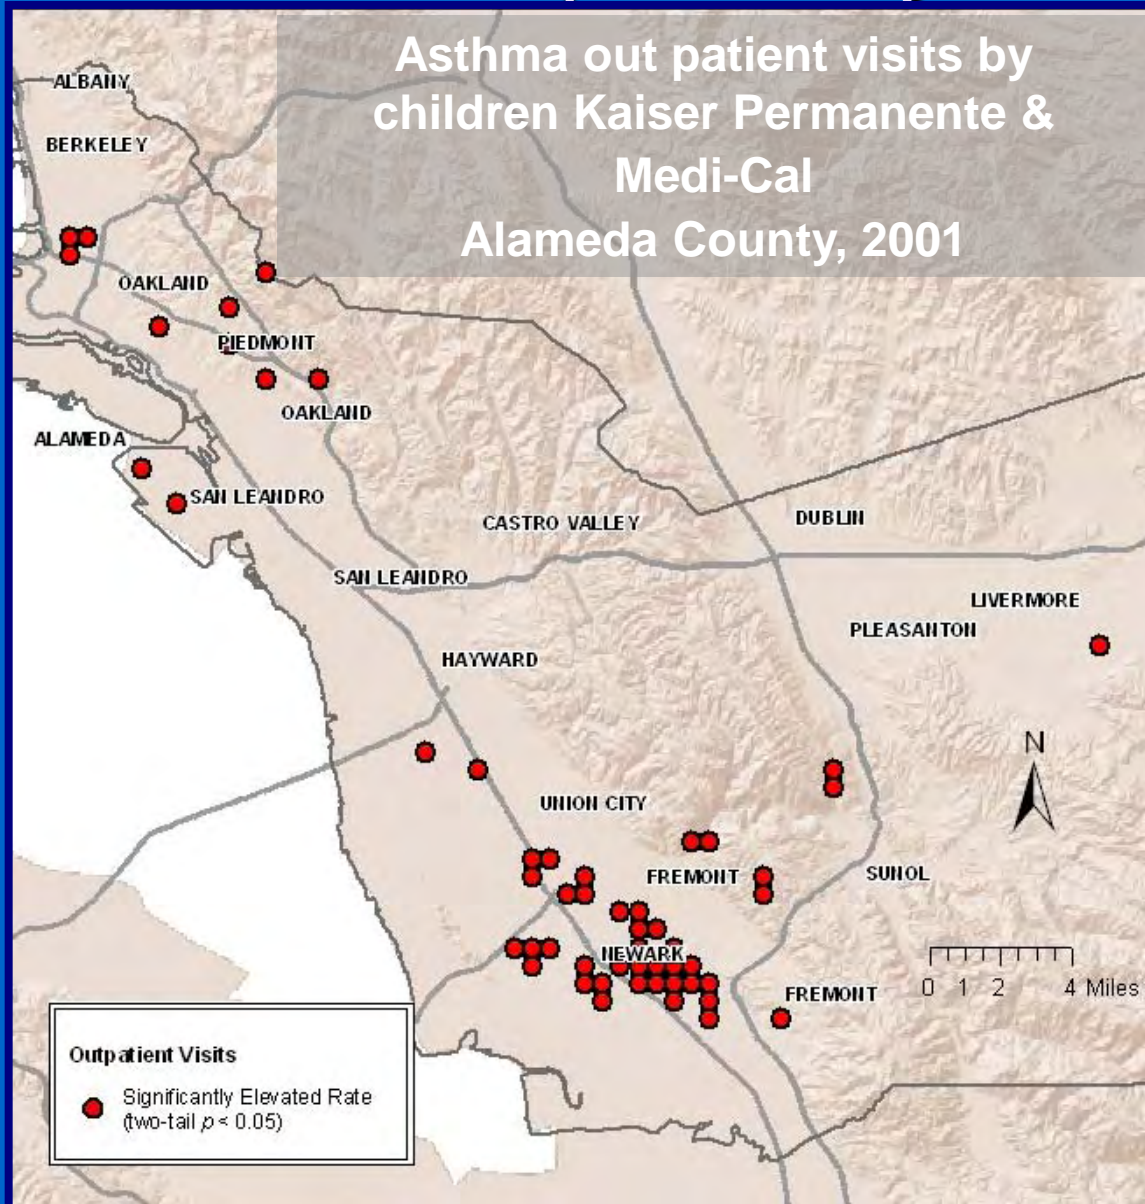 Asthma out patient visits by
children Kaiser Permanente &
Medi-Cal
Alameda County, 2001
ALBANY
BERKELEY
OAKLAND
PIEDMONT
OAKLAND
ALAMEDA
SAN LEANDRO
CASTRO VALLEY
DUBLIN
SAN LEANDRO
LIVERMORE
PLEASANTON
HAYWARD
N
UNION CITY
FREMONT
SUNOL
NEWARK
FREMONT
0 1 2 4 Miles
Outpatient Visits
Significantly Elevated Rate
(two-tail p < 0.05)